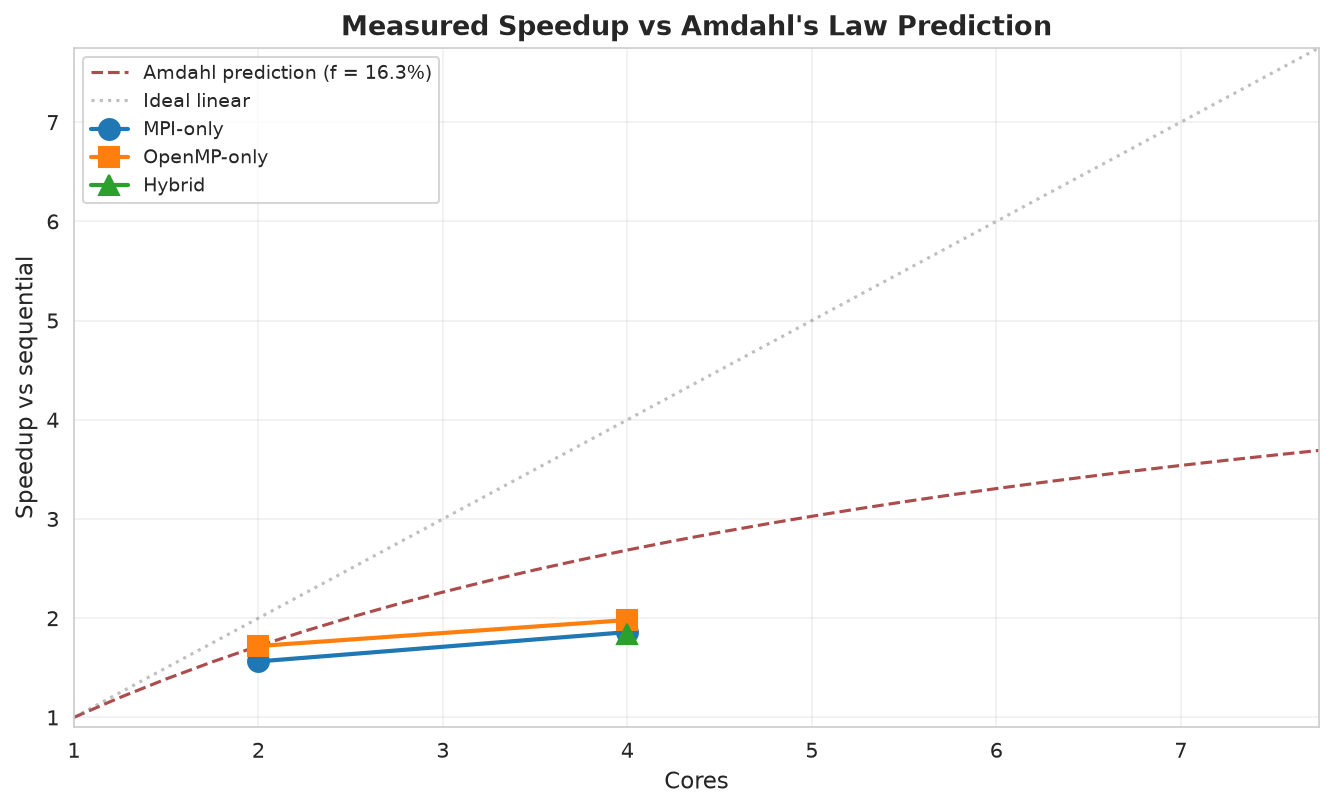 Measured Speedup vs Amdahl's Law Prediction
Amdahl prediction (f = 16.3%)
Ideal linear
MPI-only
OpenMP-only
Hybrid
Speedup vs sequential
7
6
5
4
3
2
1
1 2 3 4 5 6 7
Cores